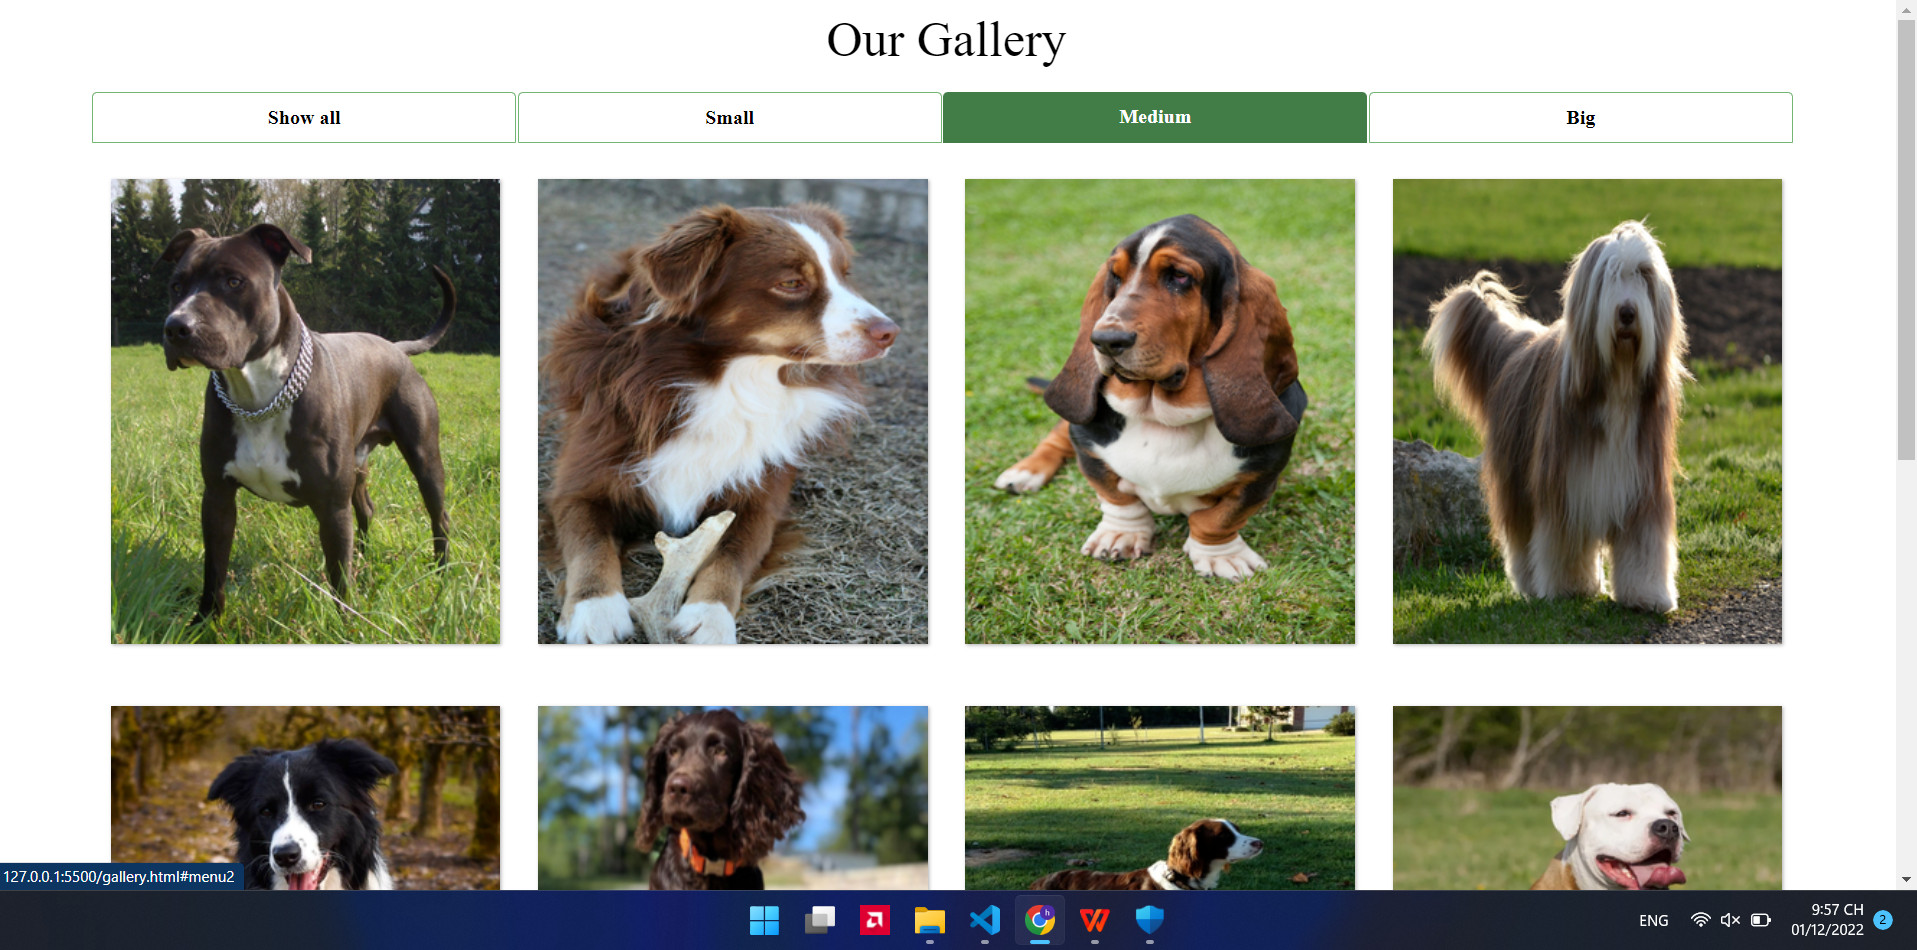 Our Gallery
Show all
Small
Medium
Big
127.0.0.1:5500/gallery.html#menu2
ENG
9:57 CH
01/12/2022
2